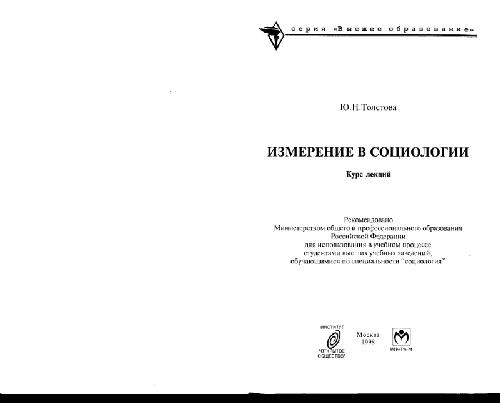 серия «Высшее образование»
Ю.Н.Толстова
ИЗМЕРЕНИЕ В СОЦИОЛОГИИ
Курс лекций
Рекомендовано
Министерством общего и профессионального образования
Российской Федерации
для использования в учебном процессе
студентами высших учебных заведений,
обучающимися по специальности "социология"
ИНСТИТУТ
"ОТКРЫТОЕ
ОБЩЕСТВО"
Москва
1998